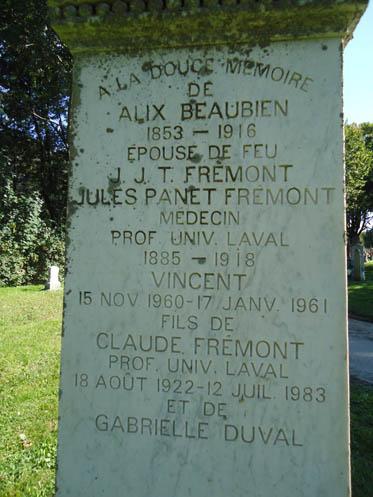 A LA DOUCE MEMOIRE
DE
ALIX BEAUBIEN
1853 — 1916
ÉPOUSE DE FEU
J. J. T. FRÉMONT
JULES PANET FRÉMONT
MÉDECIN
PROF. UNIV. LAVAL
1885 — 1918
VINCENT
15 NOV 1960-17 JANV. 1961
FILS DE
CLAUDE FRÉMONT
PROF. UNIV. LAVAL
18 AOÛT 1922-12 JUIL. 1983
ET DE
GABRIELLE DUVAL